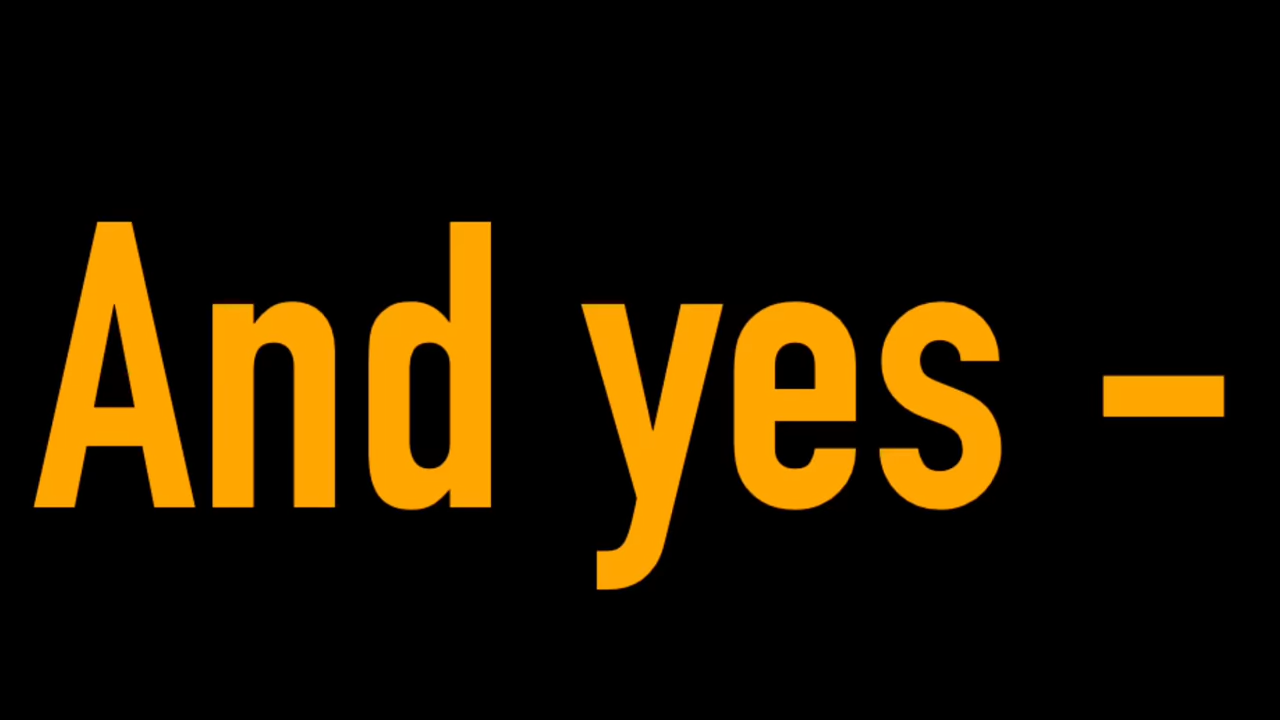 And yes –